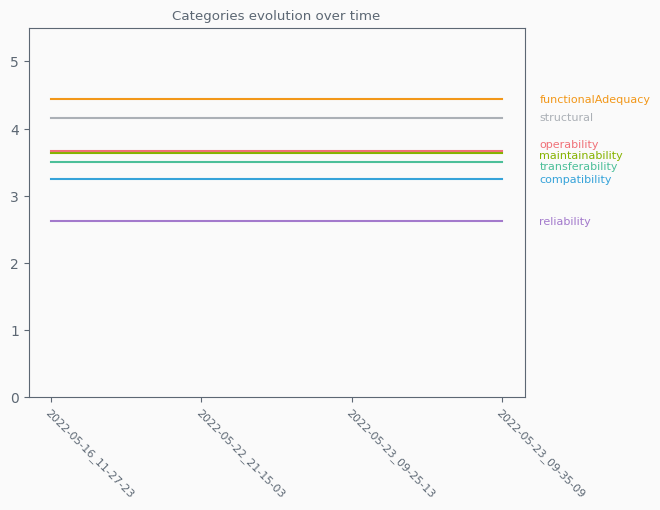 Categories evolution over time
5
4
3
2
1
0
functionalAdequacy
structural
operability
maintainability
transferability
compatibility
reliability
2022-05-16_11-27-23
2022-05-22_21-15-03
2022-05-23_09-25-13
2022-05-23_09-35-09